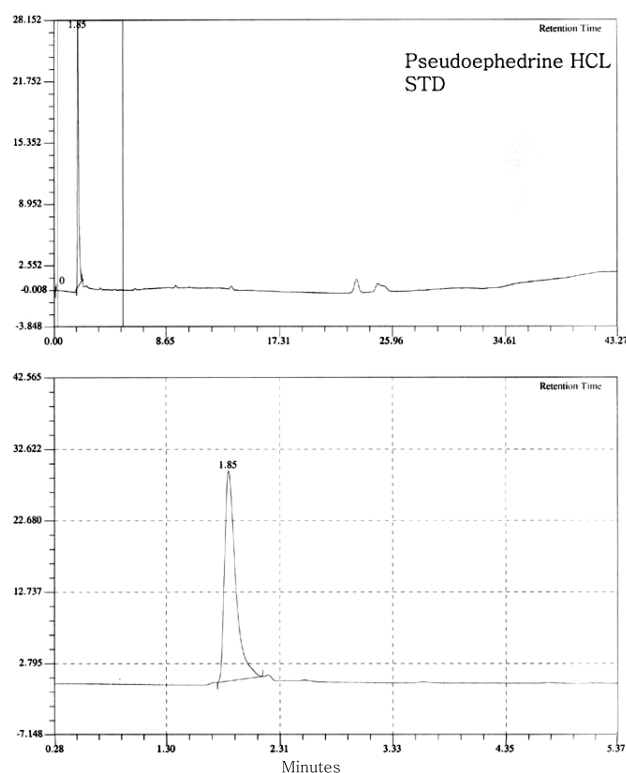 28.152
1.85
Retention Time
Pseudoephedrine HCL
STD
21.752
15.352
8.952
2.552
0
-0.008
-3.848
0.00 8.65 17.31 25.96 34.61 43.27
42.565
Retention Time
32.622
1.85
22.680
12.737
2.795
-7.148
0.28 1.30 2.31 3.33 4.35 5.37
Minutes